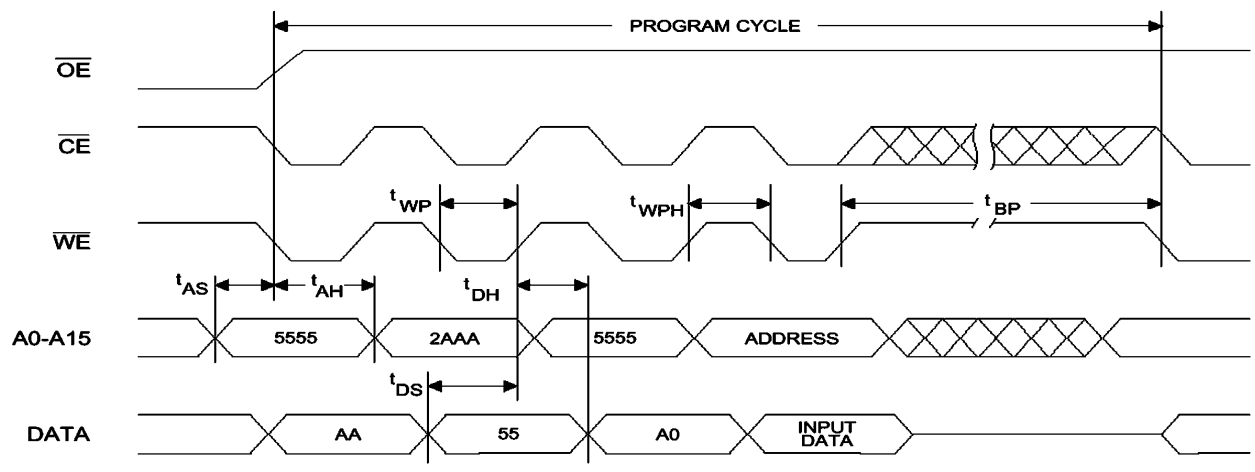 PROGRAM CYCLE
OE
CE
tWP
tWPH
tBP
WE
tAS
tAH
tDH
A0-A15
5555
2AAA
5555
ADDRESS
tDS
DATA
AA
55
A0
INPUT
DATA